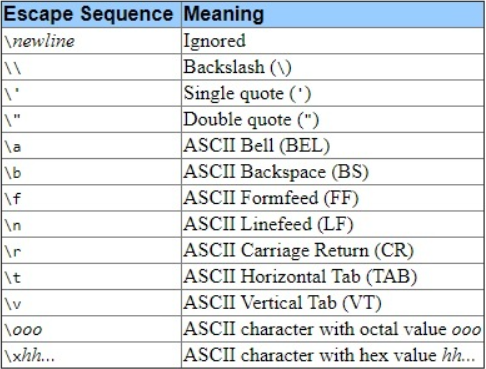 Escape Sequence Meaning
\newline Ignored
\\ Backslash (\)
\' Single quote (')
\" Double quote (")
\a ASCII Bell (BEL)
\b ASCII Backspace (BS)
\f ASCII Formfeed (FF)
\n ASCII Linefeed (LF)
\r ASCII Carriage Return (CR)
\t ASCII Horizontal Tab (TAB)
\v ASCII Vertical Tab (VT)
\ooo ASCII character with octal value ooo
\xhh... ASCII character with hex value hh...